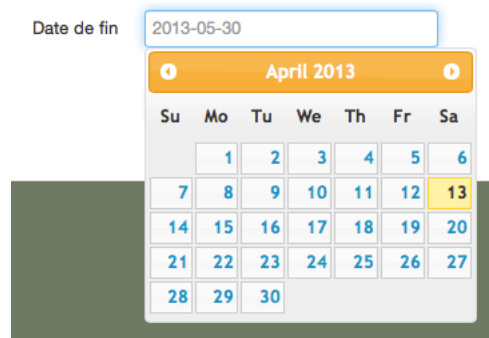 Date de fin 2013-05-30
April 2013
Su Mo Tu We Th Fr Sa
1 2 3 4 5 6
7 8 9 10 11 12 13
14 15 16 17 18 19 20
21 22 23 24 25 26 27
28 29 30